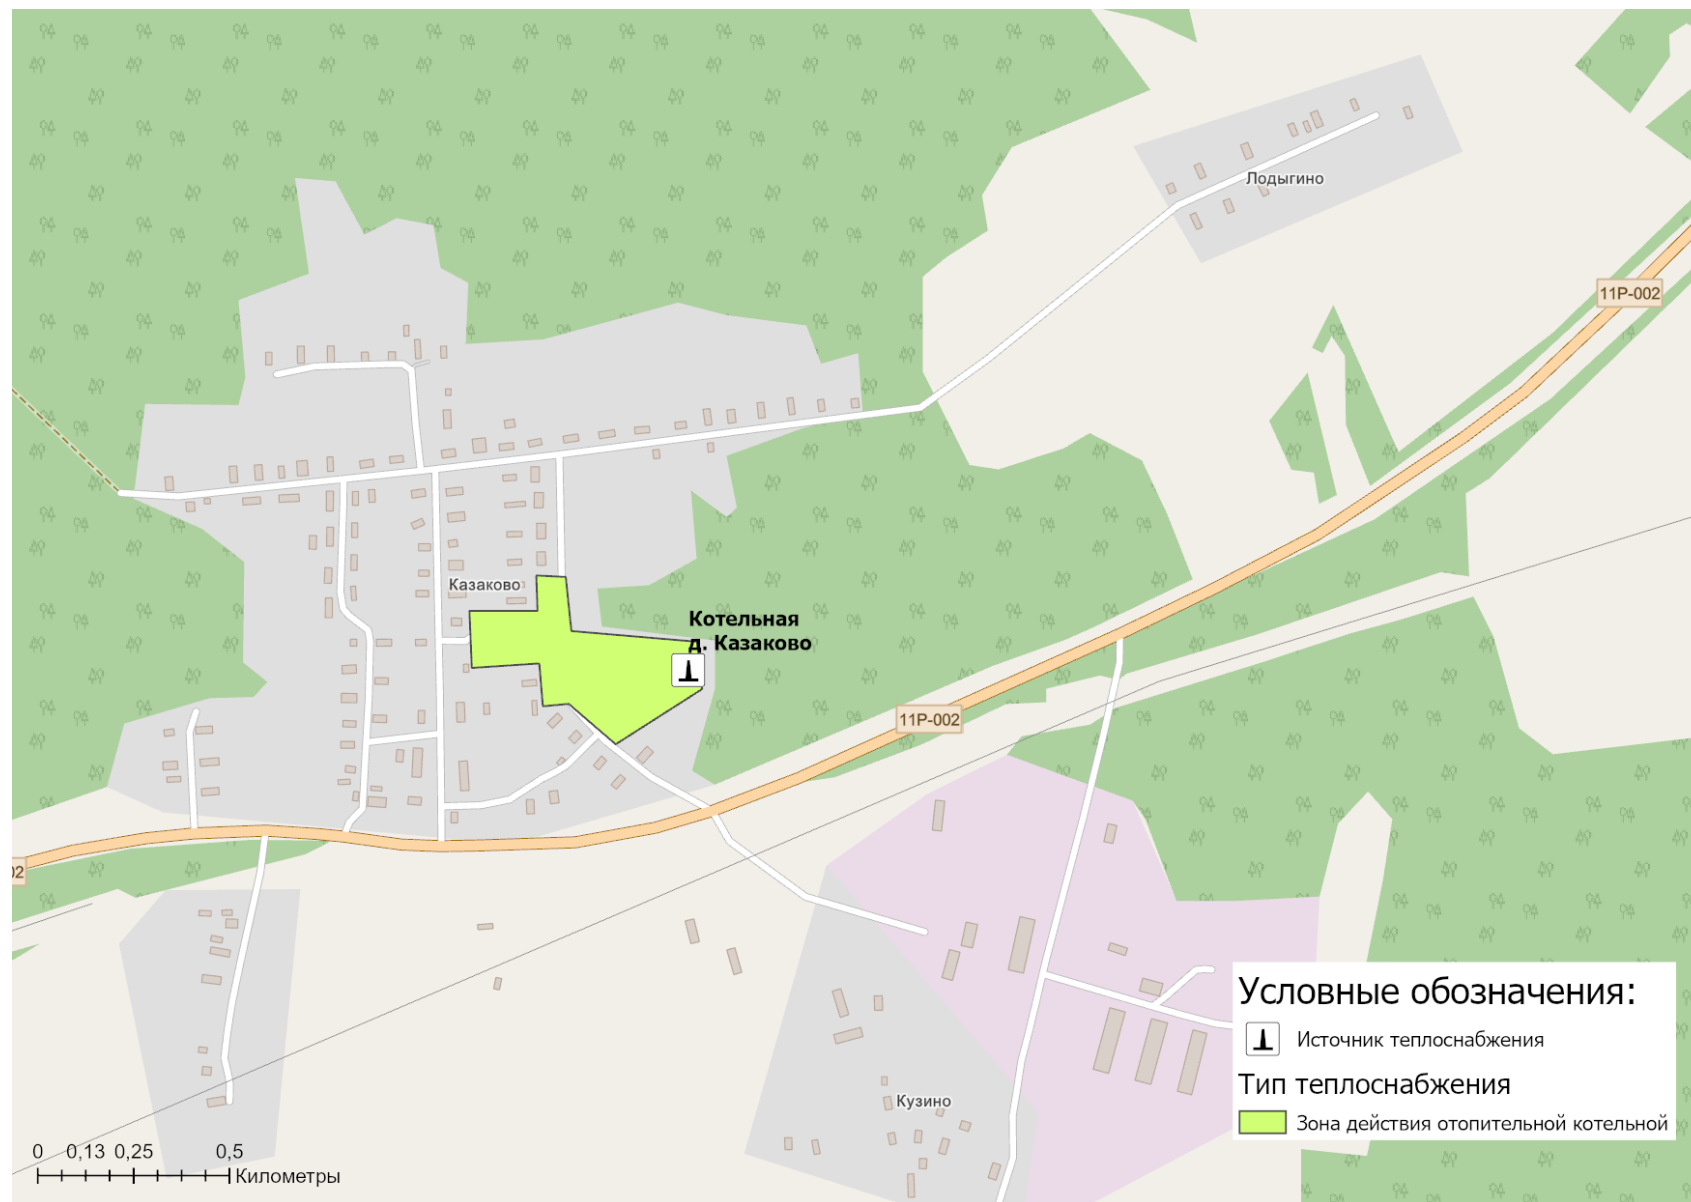 Лодыгино
11Р-002
Казаково
Котельная
д. Казаково
11Р-002
02
Кузино
Условные обозначения:
Источник теплоснабжения
Тип теплоснабжения
Зона действия отопительной котельной
0 0,13 0,25 0,5
Километры